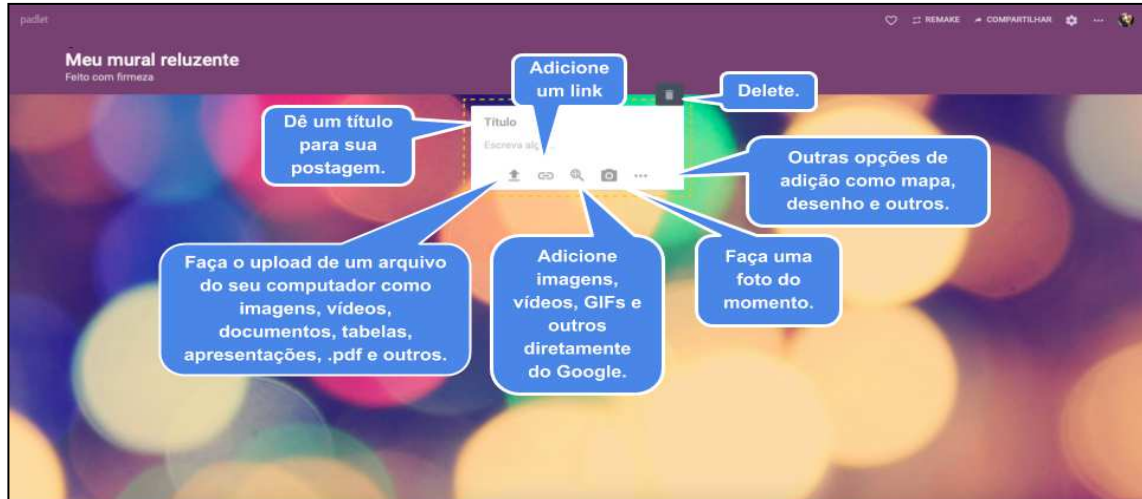 padlet
REMAKE
COMPARTILHAR
Meu mural reluzente
Feito com firmeza
Adicione
um link
Delete.
Dê um título
para sua
postagem.
Título
Escreva
Outras opções de
adição como mapa,
desenho e outros.
Faça o upload de um arquivo
do seu computador como
imagens, vídeos,
documentos, tabelas,
apresentações, .pdf e outros.
Adicione
imagens,
vídeos, GIFs e
outros
diretamente
do Google.
Faça uma
foto do
momento.